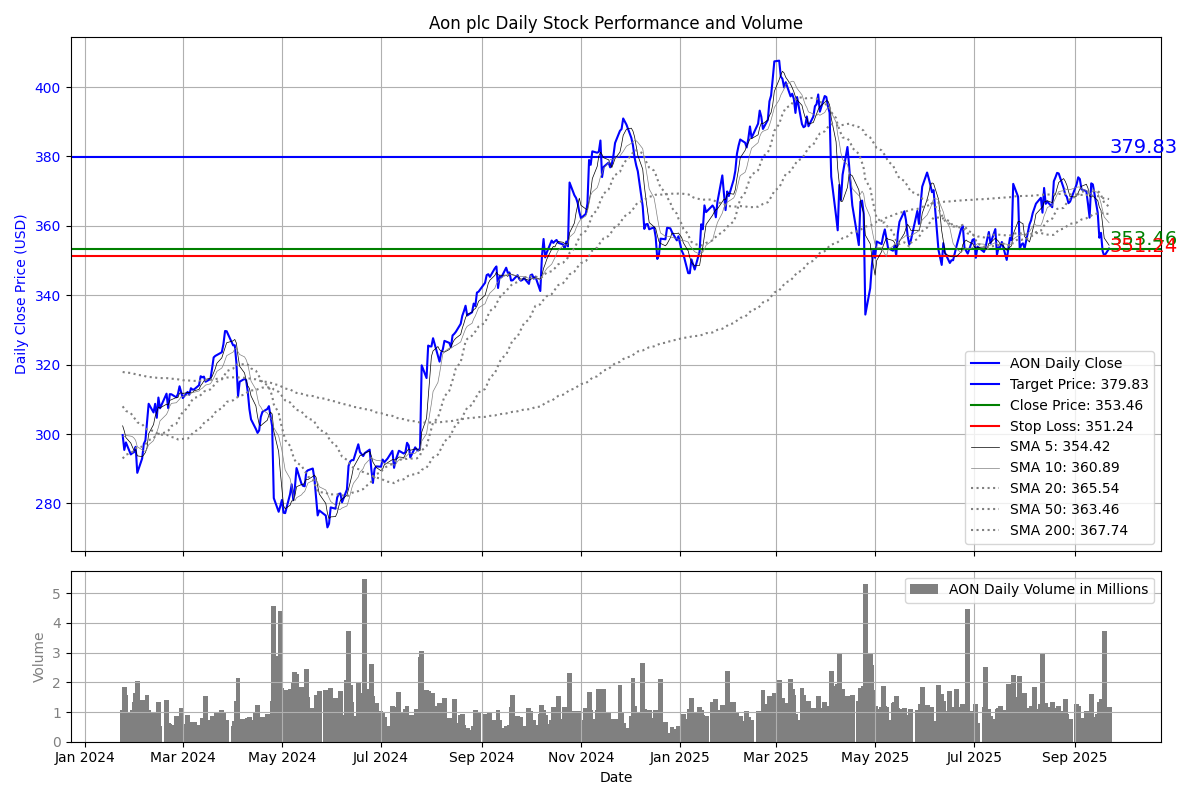 Aon plc Daily Stock Performance and Volume
Daily Close Price (USD)
400
380
360
340
320
300
280
379.83
353.46
351.24
AON Daily Close
Target Price: 379.83
Close Price: 353.46
Stop Loss: 351.24
SMA 5: 354.42
SMA 10: 360.89
SMA 20: 365.54
SMA 50: 363.46
SMA 200: 367.74
Volume
5
4
3
2
1
0
AON Daily Volume in Millions
Jan 2024 Mar 2024 May 2024 Jul 2024 Sep 2024 Nov 2024 Jan 2025 Mar 2025 May 2025 Jul 2025 Sep 2025
Date